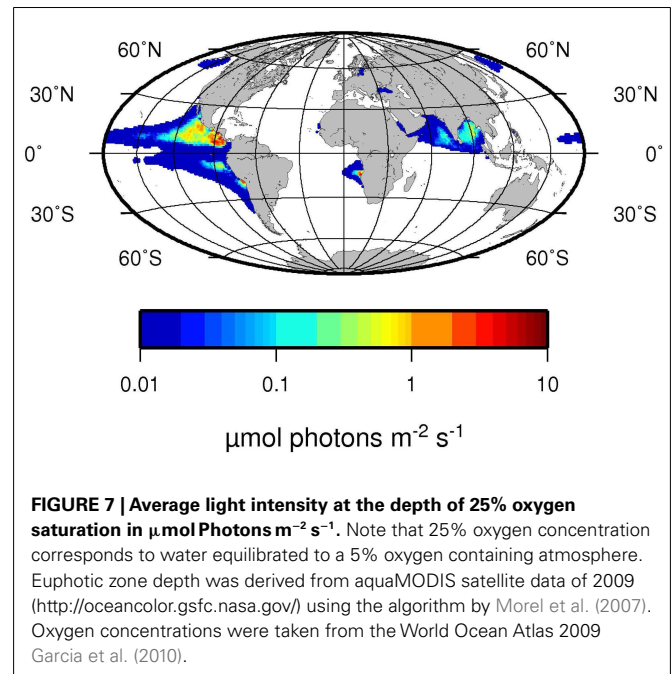 60˚N 60˚N
30˚N 30˚N
0˚ 0˚
30˚S 30˚S
60˚S 60˚S
0.01 0.1 1 10
µmol photons m⁻² s⁻¹
FIGURE 7 | Average light intensity at the depth of 25% oxygen
saturation in µmol Photons m⁻² s⁻¹. Note that 25% oxygen concentration
corresponds to water equilibrated to a 5% oxygen containing atmosphere.
Euphotic zone depth was derived from aquaMODIS satellite data of 2009
(http://oceancolor.gsfc.nasa.gov/) using the algorithm by Morel et al. (2007).
Oxygen concentrations were taken from the World Ocean Atlas 2009
Garcia et al. (2010).